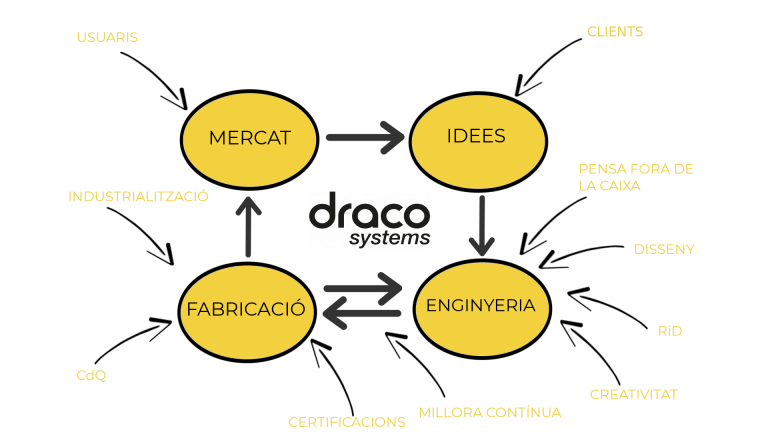 USUARIS
CLIENTS
MERCAT
IDEES
PENSA FORA DE
LA CAIXA
INDUSTRIALITZACIÓ
draco
systems
DISSENY
FABRICACIÓ
ENGINYERIA
RiD
CdQ
CREATIVITAT
CERTIFICACIONS
MILLORA CONTÍNUA